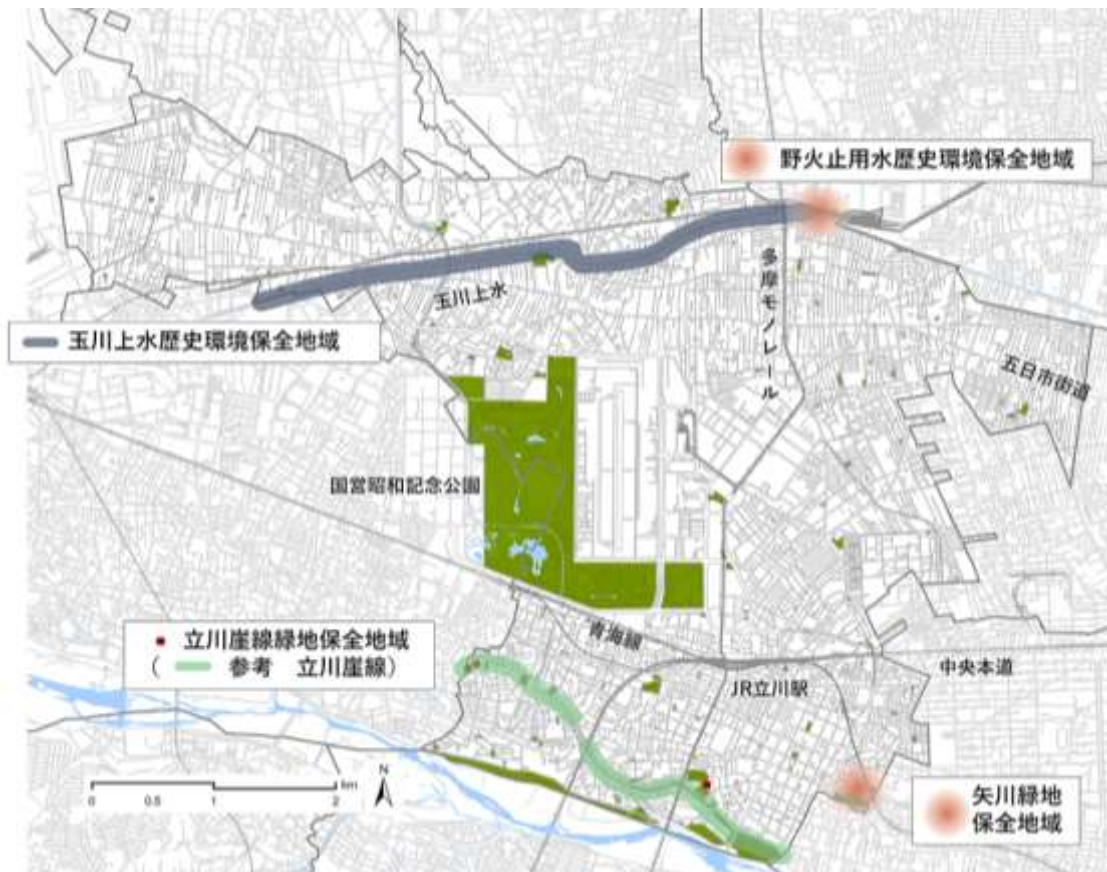 野火止用水歴史環境保全地域
多摩モノレール
玉川上水
玉川上水歴史環境保全地域
五日市街道
国営昭和記念公園
青海線
立川崖線緑地保全地域
( 参考 立川崖線)
中央本道
JR立川駅
N
km
0 0.5 1 2
矢川緑地
保全地域